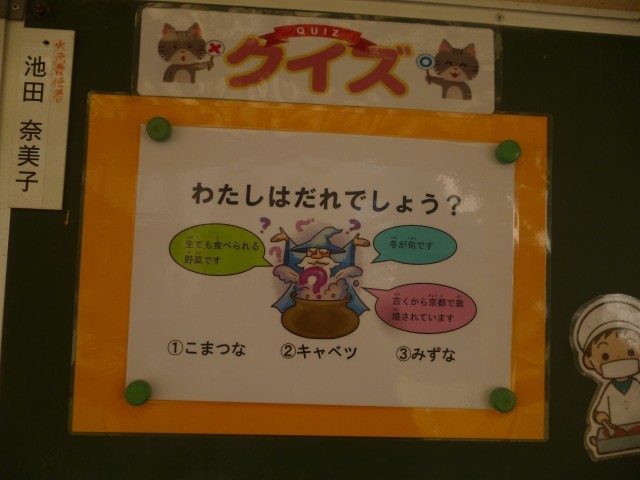 QUIZ
クイズ
池田 奈美子
わたしはだれでしょう？
生でも食べられる
野菜です
冬が旬です
古くから京都で栽
培されています
①こまつな
②キャベツ
③みずな